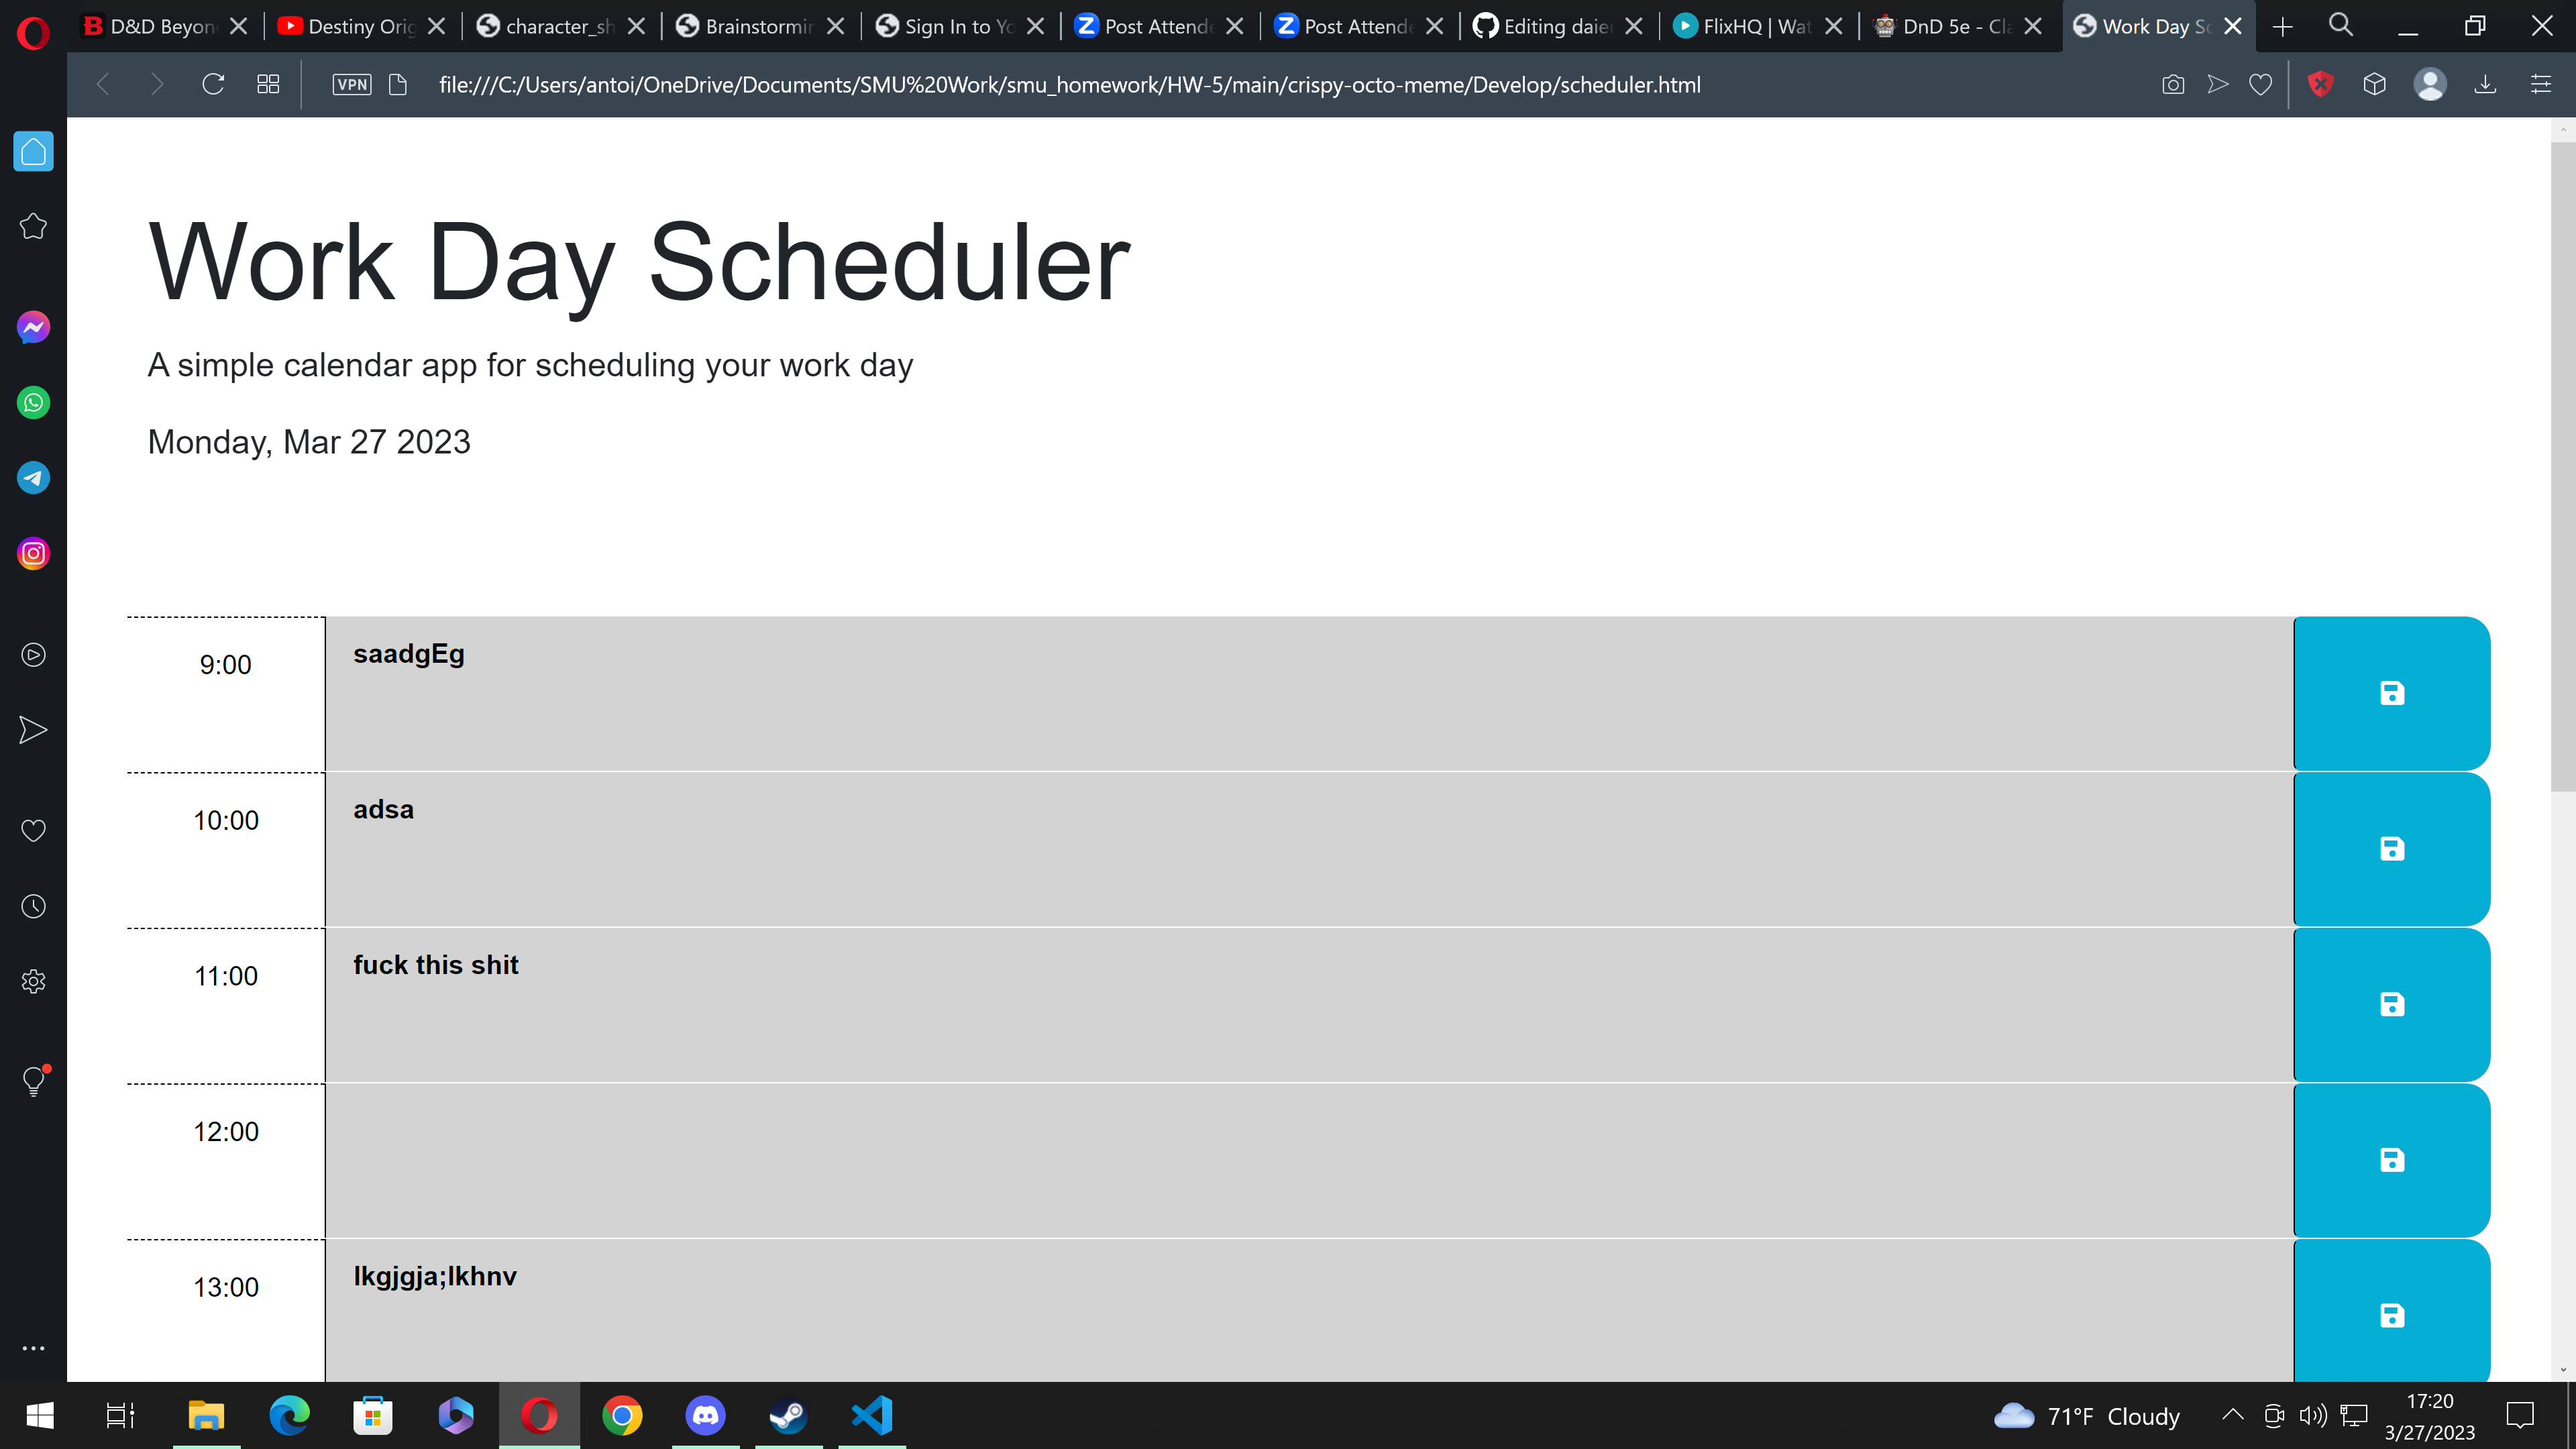 D&D Beyon
Destiny Orig
character_sh
Brainstormin
Sign In to Yo
Post Attende
Post Attende
Editing daier
FlixHQ | Wat
DnD 5e - Cla
Work Day Sc
VPN
file:///C:/Users/antoi/OneDrive/Documents/SMU%20Work/smu_homework/HW-5/main/crispy-octo-meme/Develop/scheduler.html
Work Day Scheduler
A simple calendar app for scheduling your work day
Monday, Mar 27 2023
9:00
saadgEg
10:00
adsa
11:00
fuck this shit
12:00
13:00
lkgjgja;lkhnv
71°F Cloudy
17:20
3/27/2023